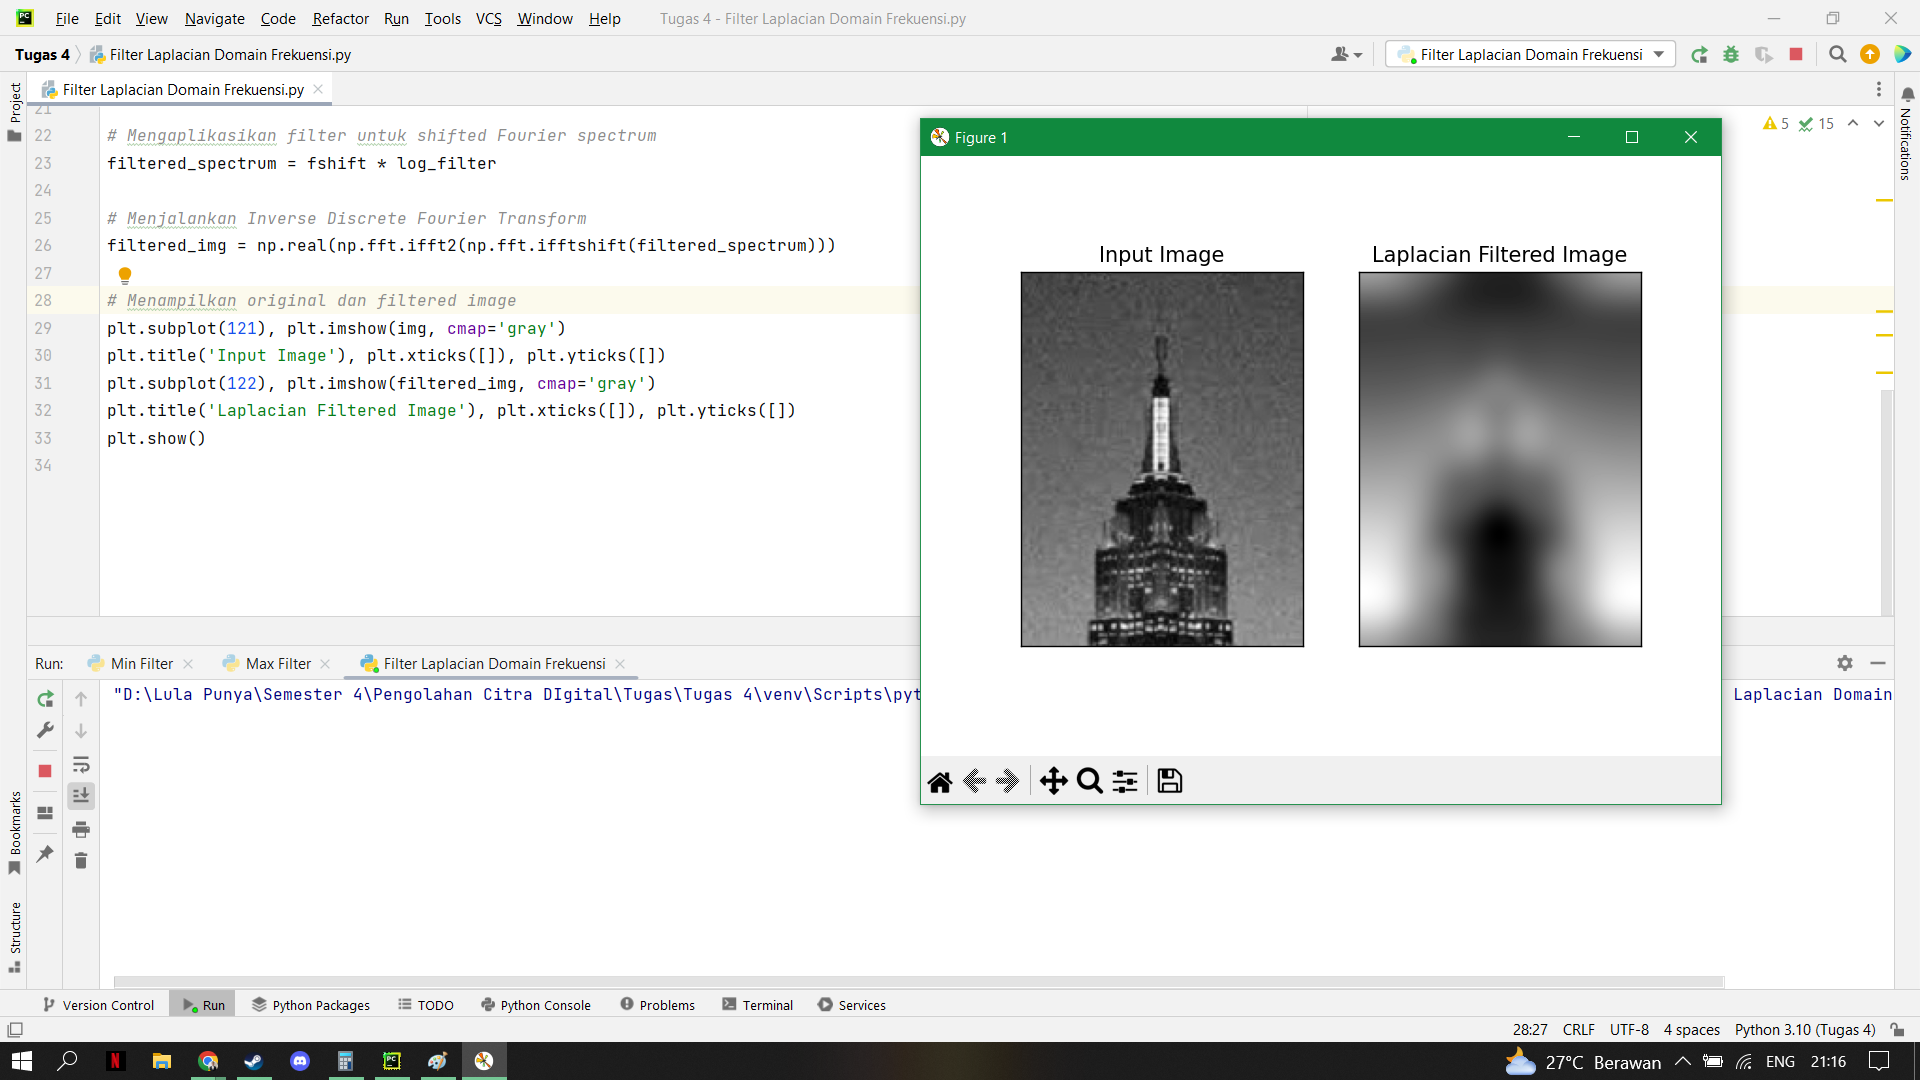 PC File Edit View Navigate Code Refactor Run Tools VCS Window Help Tugas 4 - Filter Laplacian Domain Frekuensi.py
Tugas 4 Filter Laplacian Domain Frekuensi.py Filter Laplacian Domain Frekuensi
Project
Filter Laplacian Domain Frekuensi.py
Notifications
5 15
21
22 # Mengaplikasikan filter untuk shifted Fourier spectrum
23 filtered_spectrum = fshift * log_filter
24
25 # Menjalankan Inverse Discrete Fourier Transform
26 filtered_img = np.real(np.fft.ifft2(np.fft.ifftshift(filtered_spectrum)))
27
28 # Menampilkan original dan filtered image
29 plt.subplot(121), plt.imshow(img, cmap='gray')
30 plt.title('Input Image'), plt.xticks([]), plt.yticks([])
31 plt.subplot(122), plt.imshow(filtered_img, cmap='gray')
32 plt.title('Laplacian Filtered Image'), plt.xticks([]), plt.yticks([])
33 plt.show()
34
Figure 1
Input Image
Laplacian Filtered Image
Run: Min Filter Max Filter Filter Laplacian Domain Frekuensi
"D:\Lula Punya\Semester 4\Pengolahan Citra DIgital\Tugas\Tugas 4\venv\Scripts\pyt
Laplacian Domain
Bookmarks
Structure
Version Control Run Python Packages TODO Python Console Problems Terminal Services
28:27 CRLF UTF-8 4 spaces Python 3.10 (Tugas 4)
N PC 27°C Berawan ENG 21:16